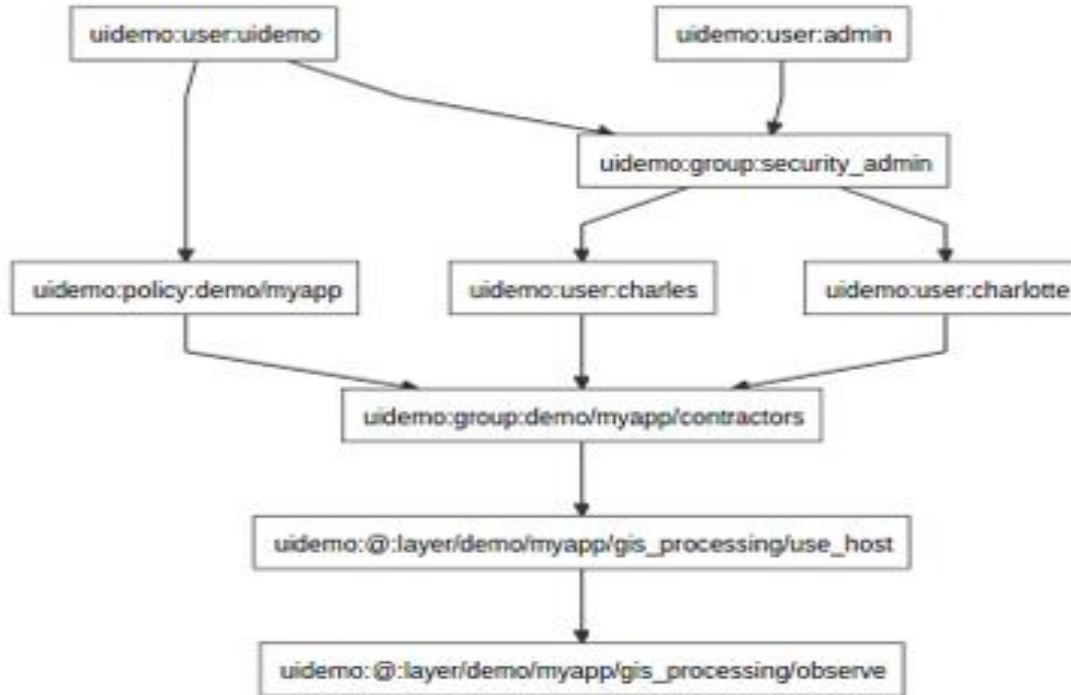 uidemo:user:uidemo
uidemo:user:admin
uidemo:group:security_admin
uidemo:policy:demo/myapp
uidemo:user:charles
uidemo:user:charlotte
uidemo:group:demo/myapp/contractors
uidemo:@:layer/demo/myapp/gis_processing/use_host
uidemo:@:layer/demo/myapp/gis_processing/observe